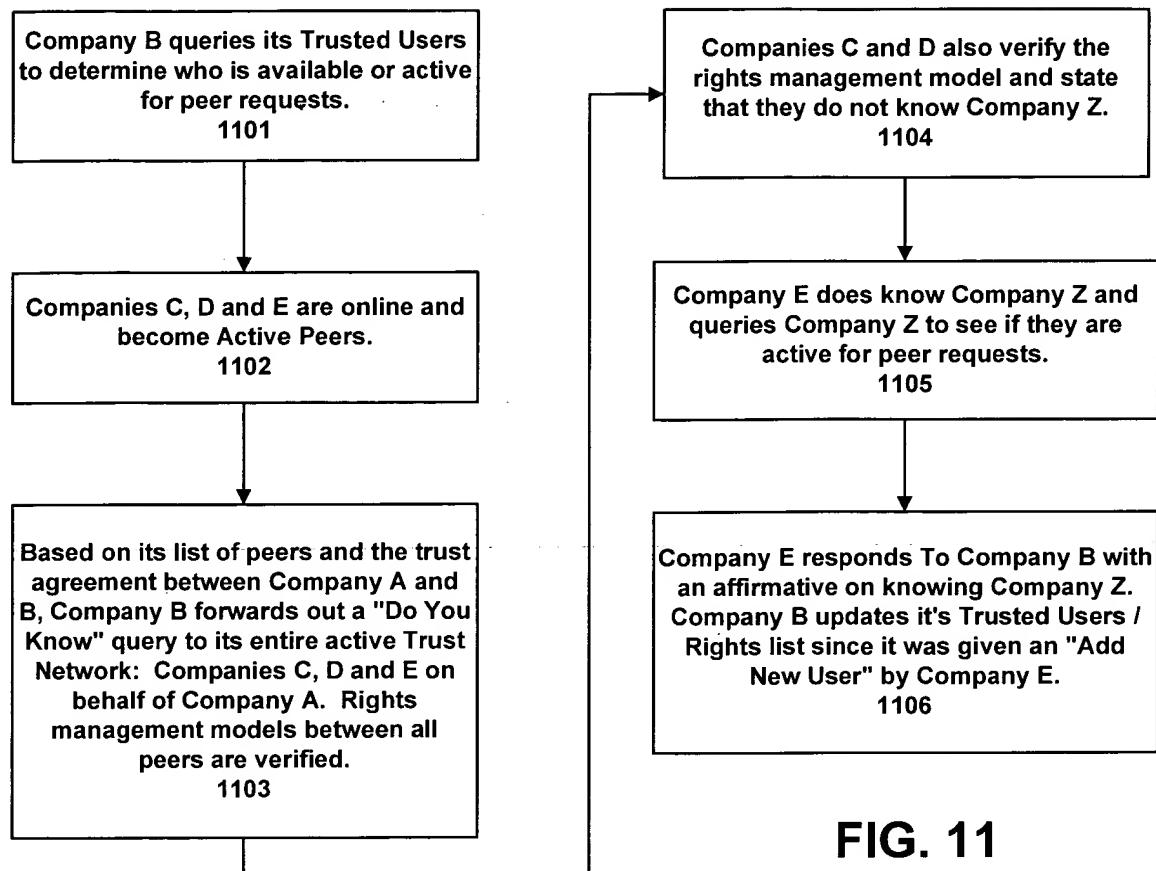 Company B queries its Trusted Users
to determine who is available or active
for peer requests.
1101
Companies C, D and E are online and
become Active Peers.
1102
Based on its list of peers and the trust
agreement between Company A and
B, Company B forwards out a "Do You
Know" query to its entire active Trust
Network: Companies C, D and E on
behalf of Company A. Rights
management models between all
peers are verified.
1103
Companies C and D also verify the
rights management model and state
that they do not know Company Z.
1104
Company E does know Company Z and
queries Company Z to see if they are
active for peer requests.
1105
Company E responds To Company B with
an affirmative on knowing Company Z.
Company B updates it's Trusted Users /
Rights list since it was given an "Add
New User" by Company E.
1106
FIG. 11